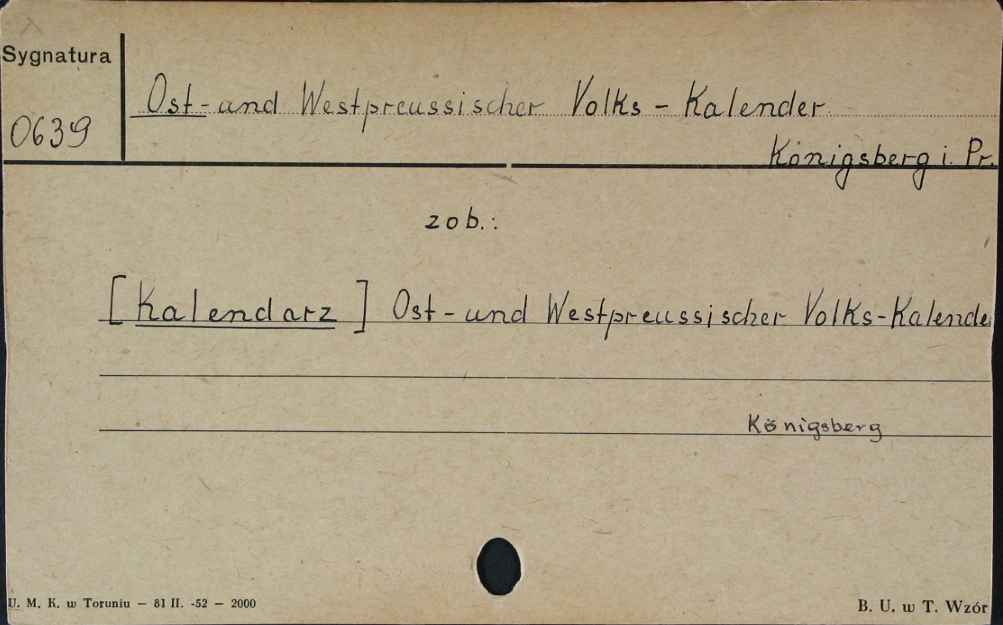 Sygnatura
0639
Ost- und Westpreussischer Volks - Kalender.
Königsberg i. Pr.
zob.:
[Kalendarz] Ost- und Westpreussischer Volks-Kalende
Königsberg
U. M. K. w Toruniu — 81 II. -52 — 2000
B. U. w T. Wzór